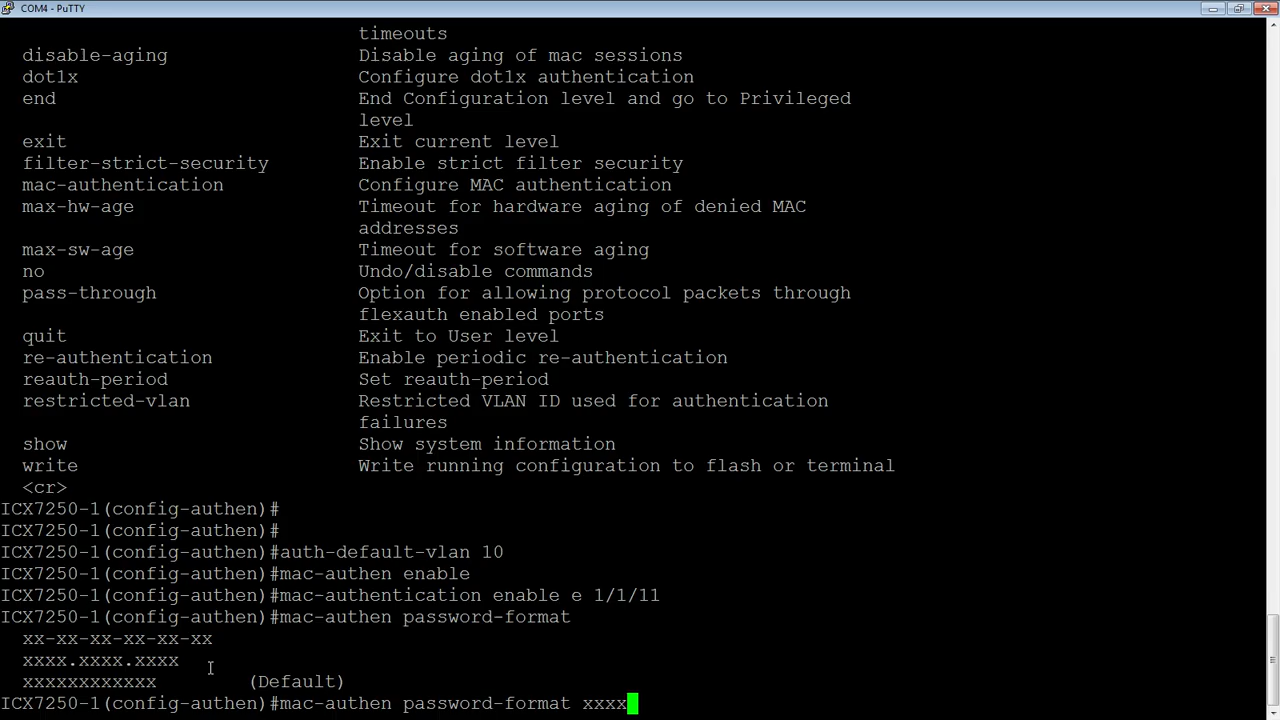 COM4 - PuTTY
timeouts
disable-aging Disable aging of mac sessions
dot1x Configure dot1x authentication
end End Configuration level and go to Privileged
level
exit Exit current level
filter-strict-security Enable strict filter security
mac-authentication Configure MAC authentication
max-hw-age Timeout for hardware aging of denied MAC
addresses
max-sw-age Timeout for software aging
no Undo/disable commands
pass-through Option for allowing protocol packets through
flexauth enabled ports
quit Exit to User level
re-authentication Enable periodic re-authentication
reauth-period Set reauth-period
restricted-vlan Restricted VLAN ID used for authentication
failures
show Show system information
write Write running configuration to flash or terminal
<cr>
ICX7250-1(config-authen)#
ICX7250-1(config-authen)#
ICX7250-1(config-authen)#auth-default-vlan 10
ICX7250-1(config-authen)#mac-authen enable
ICX7250-1(config-authen)#mac-authentication enable e 1/1/11
ICX7250-1(config-authen)#mac-authen password-format
xx-xx-xx-xx-xx-xx
xxxx.xxxx.xxxx
xxxxxxxxxxxx (Default)
ICX7250-1(config-authen)#mac-authen password-format xxxx